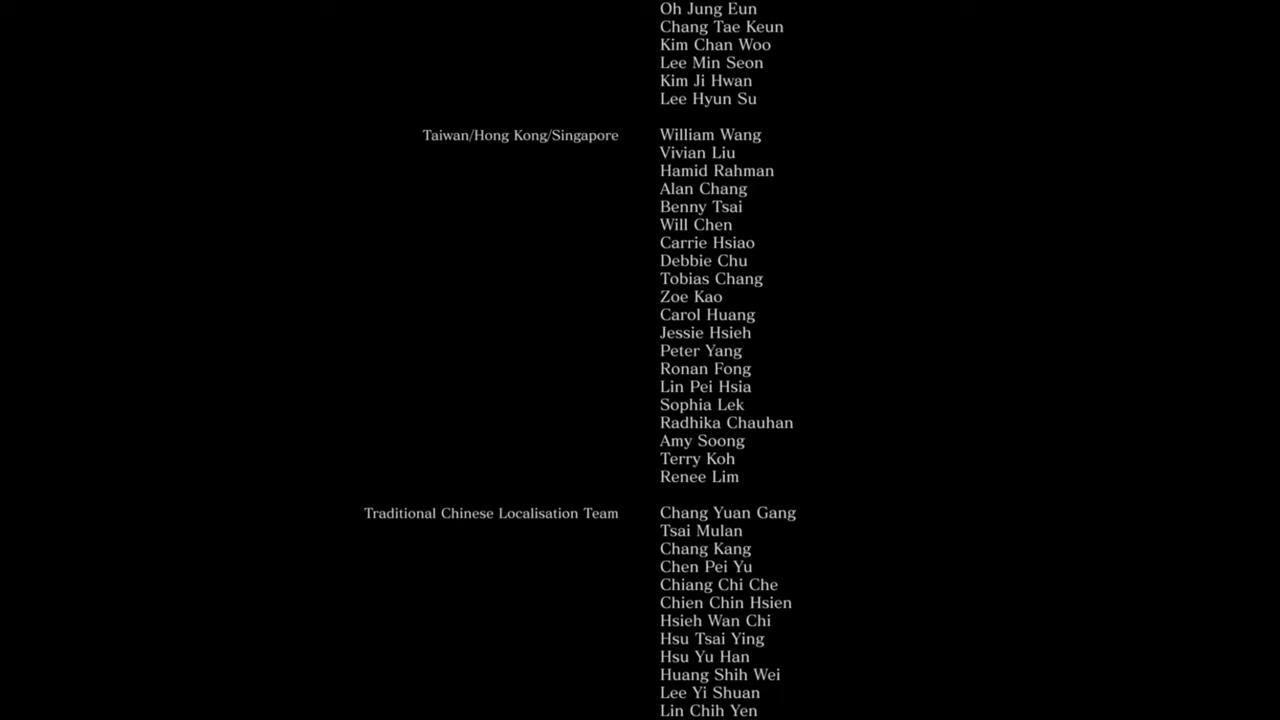 Oh Jung Eun
Chang Tae Keun
Kim Chan Woo
Lee Min Seon
Kim Ji Hwan
Lee Hyun Su
Taiwan/Hong Kong/Singapore William Wang
Vivian Liu
Hamid Rahman
Alan Chang
Benny Tsai
Will Chen
Carrie Hsiao
Debbie Chu
Tobias Chang
Zoe Kao
Carol Huang
Jessie Hsieh
Peter Yang
Ronan Fong
Lin Pei Hsia
Sophia Lek
Radhika Chauhan
Amy Soong
Terry Koh
Renee Lim
Traditional Chinese Localisation Team Chang Yuan Gang
Tsai Mulan
Chang Kang
Chen Pei Yu
Chiang Chi Che
Chien Chin Hsien
Hsieh Wan Chi
Hsu Tsai Ying
Hsu Yu Han
Huang Shih Wei
Lee Yi Shuan
Lin Chih Yen